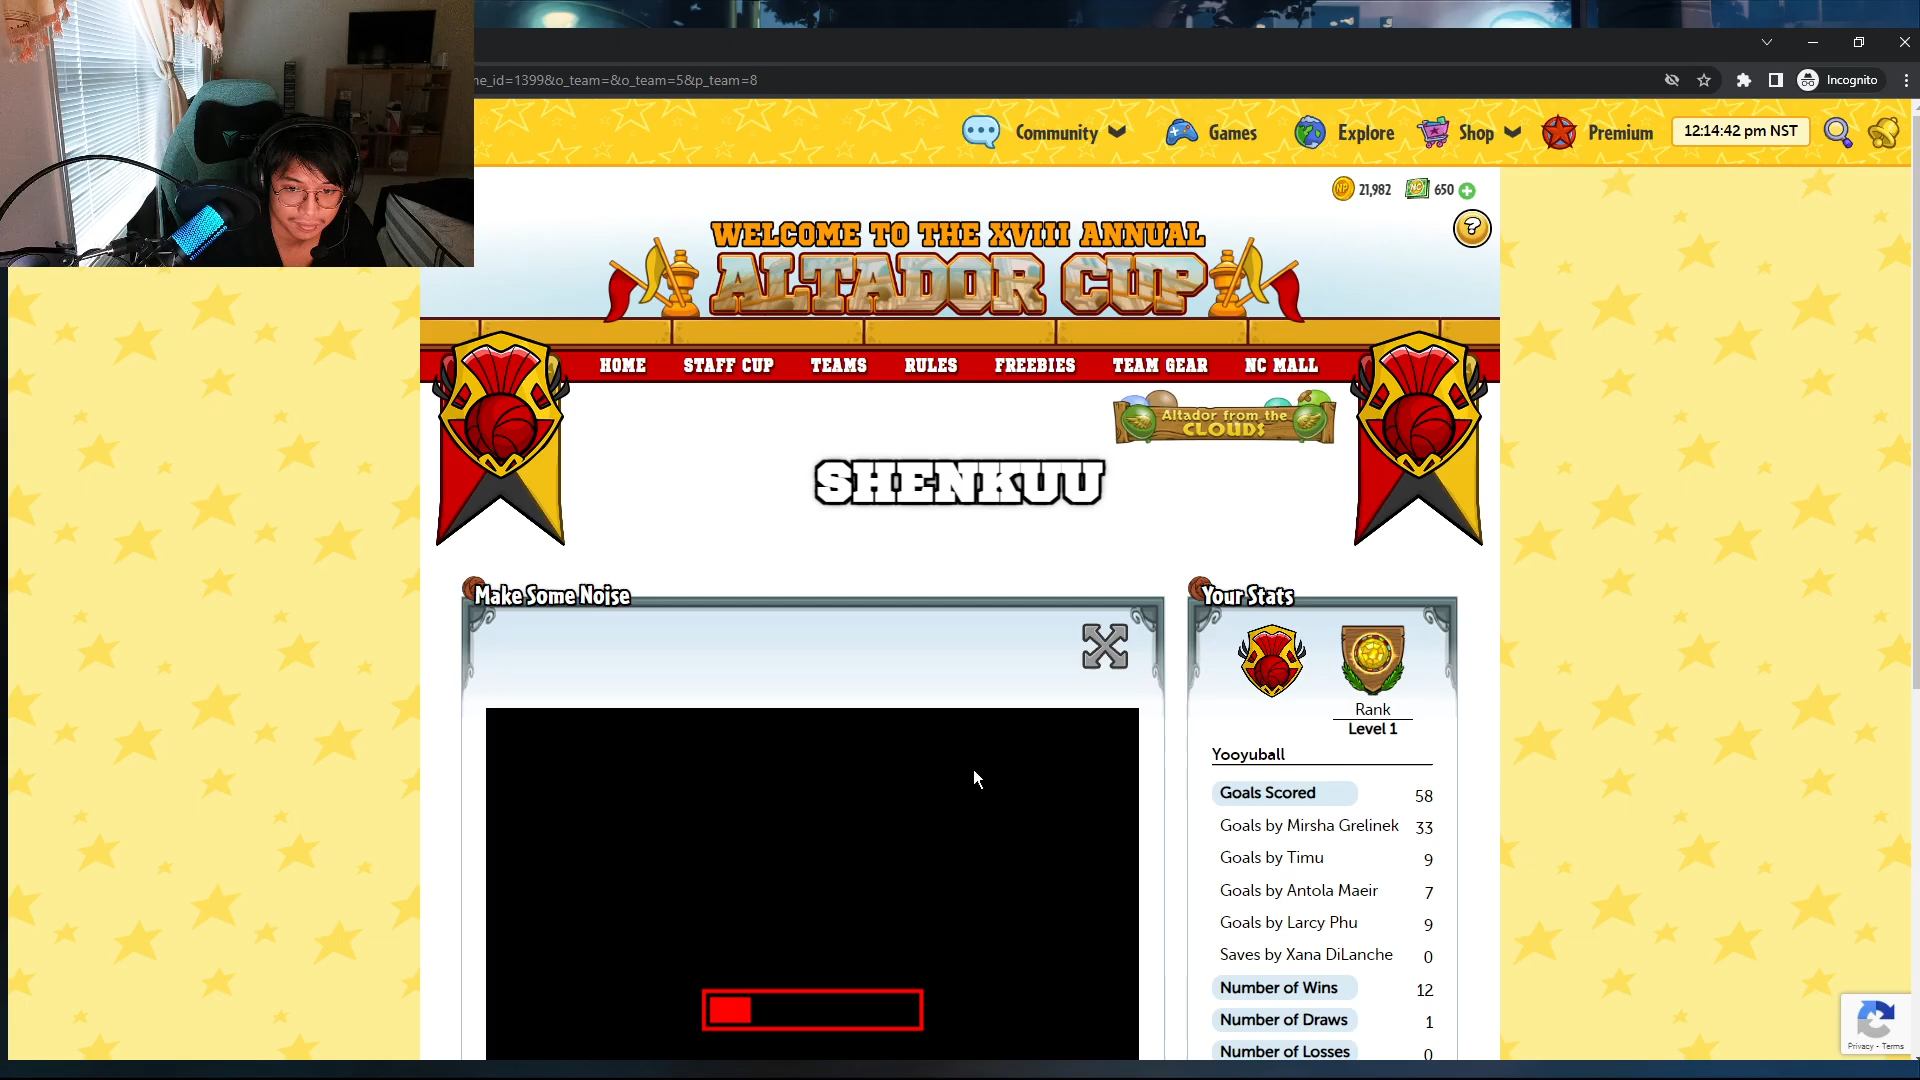 ne_id=1399&o_team=&o_team=5&p_team=8
Incognito
Community
Games
Explore
Shop
Premium
12:14:42 pm NST
NP 21,982 NC 650
WELCOME TO THE XVIII ANNUAL
ALTADOR CUP
HOME STAFF CUP TEAMS RULES FREEBIES TEAM GEAR NC MALL
Altador from the
CLOUDS
SHENKUU
Make Some Noise
Your Stats
Rank
Level 1
Yooyuball
Goals Scored 58
Goals by Mirsha Grelinek 33
Goals by Timu 9
Goals by Antola Maeir 7
Goals by Larcy Phu 9
Saves by Xana DiLanche 0
Number of Wins 12
Number of Draws 1
Number of Losses 0
Privacy - Terms